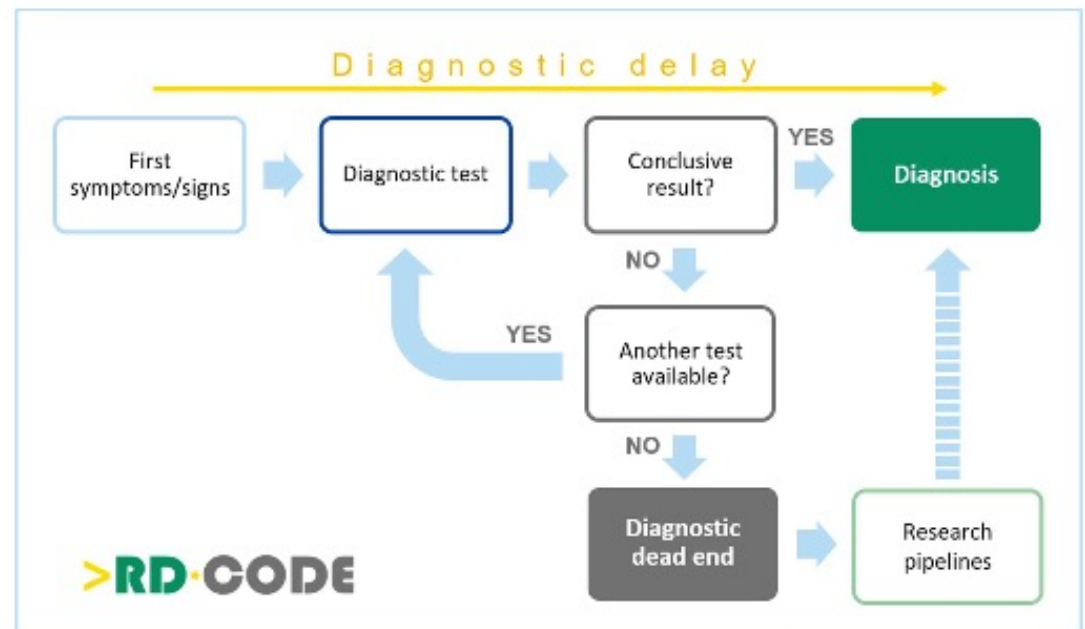 Diagnostic delay
First
symptoms/signs
Diagnostic test
Conclusive
result?
YES
Diagnosis
NO
Another test
available?
YES
NO
Diagnostic
dead end
Research
pipelines
>RD·CODE